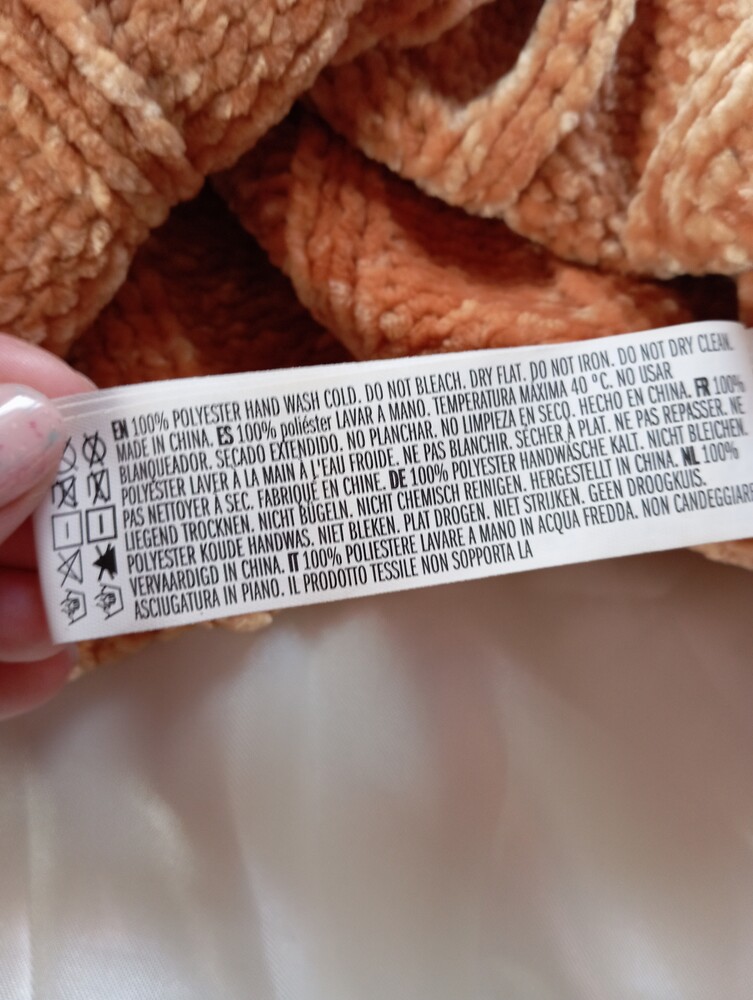 EN 100% POLYESTER HAND WASH COLD. DO NOT BLEACH. DRY FLAT. DO NOT IRON. DO NOT DRY CLEAN.
MADE IN CHINA. ES 100% poliéster LAVAR A MANO. TEMPERATURA MÁXIMA 40 ºC. NO USAR
BLANQUEADOR. SECADO EXTENDIDO. NO PLANCHAR. NO LIMPIEZA EN SECO. HECHO EN CHINA. FR 100%
POLYESTER LAVER À LA MAIN À L'EAU FROIDE. NE PAS BLANCHIR. SÉCHER À PLAT. NE PAS REPASSER. NE
PAS NETTOYER À SEC. FABRIQUÉ EN CHINE. DE 100% POLYESTER HANDWÄSCHE KALT. NICHT BLEICHEN.
LIEGEND TROCKNEN. NICHT BÜGELN. NICHT CHEMISCH REINIGEN. HERGESTELLT IN CHINA. NL 100%
POLYESTER KOUDE HANDWAS. NIET BLEKEN. PLAT DROGEN. NIET STRIJKEN. GEEN DROOGKUIS.
VERVAARDIGD IN CHINA. IT 100% POLIESTERE LAVARE A MANO IN ACQUA FREDDA. NON CANDEGGIARE
ASCIUGATURA IN PIANO. IL PRODOTTO TESSILE NON SOPPORTA LA